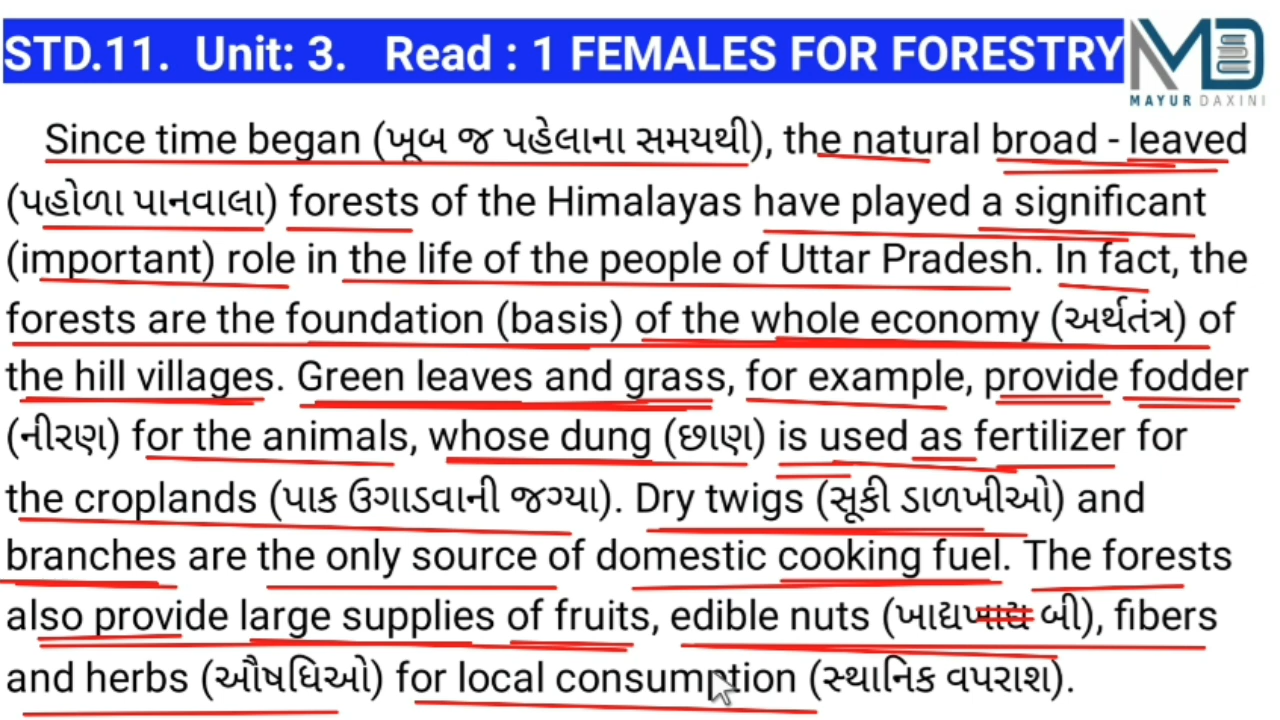 STD.11. Unit: 3. Read : 1 FEMALES FOR FORESTRY
MAYUR DAXINI
Since time began (ખૂબ જ પહેલાના સમયથી), the natural broad - leaved
(પહોળા પાનવાલા) forests of the Himalayas have played a significant
(important) role in the life of the people of Uttar Pradesh. In fact, the
forests are the foundation (basis) of the whole economy (અર્થતંત્ર) of
the hill villages. Green leaves and grass, for example, provide fodder
(નીરણ) for the animals, whose dung (છાણ) is used as fertilizer for
the croplands (પાક ઉગાડવાની જગ્યા). Dry twigs (સૂકી ડાળખીઓ) and
branches are the only source of domestic cooking fuel. The forests
also provide large supplies of fruits, edible nuts (ખાદ્યખાદ્ય બી), fibers
and herbs (ઔષધિઓ) for local consumption (સ્થાનિક વપરાશ).